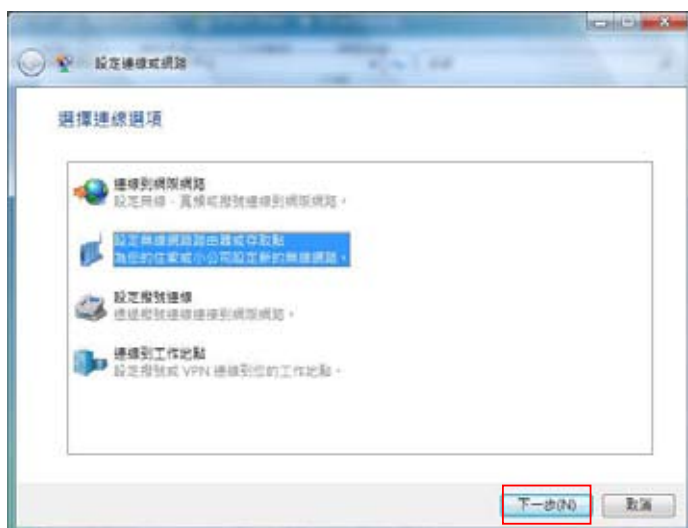 設定連線或網路
選擇連線選項
連線到網際網路
設定無線、寬頻或撥號連線到網際網路。
設定無線網路路由器或存取點
為您的住家或小公司設定新的無線網路。
設定撥號連線
透過撥號連線連接到網際網路。
連線到工作地點
設定撥號或 VPN 連線到您的工作地點。
下一步(N)
取消